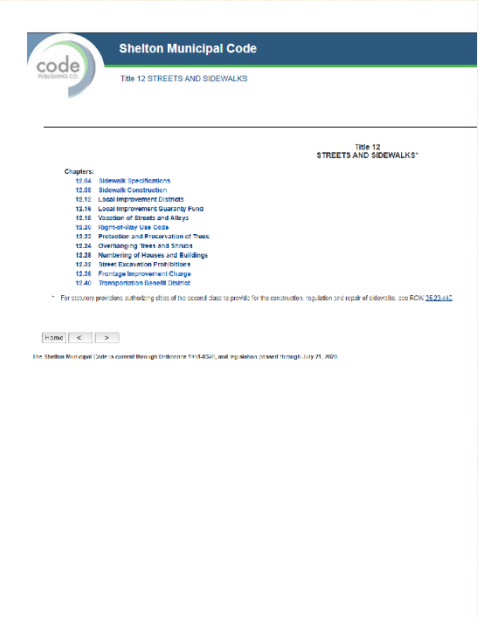 code
PUBLISHING CO.
Shelton Municipal Code
Title 12 STREETS AND SIDEWALKS
Title 12
STREETS AND SIDEWALKS*
Chapters:
12.04 Sidewalk Specifications
12.08 Sidewalk Construction
12.12 Local Improvement Districts
12.16 Local Improvement Guaranty Fund
12.18 Vacation of Streets and Alleys
12.20 Right-of-Way Use Code
12.22 Protection and Preservation of Trees
12.24 Overhanging Trees and Shrubs
12.28 Numbering of Houses and Buildings
12.32 Street Excavation Prohibitions
12.36 Frontage Improvement Charge
12.40 Transportation Benefit District
* For statutory provisions authorizing cities of the second class to provide for the construction, regulation and repair of sidewalks, see RCW 35.23.440.
Home < >
The Shelton Municipal Code is current through Ordinance and legislation passed through July 21, 2020.